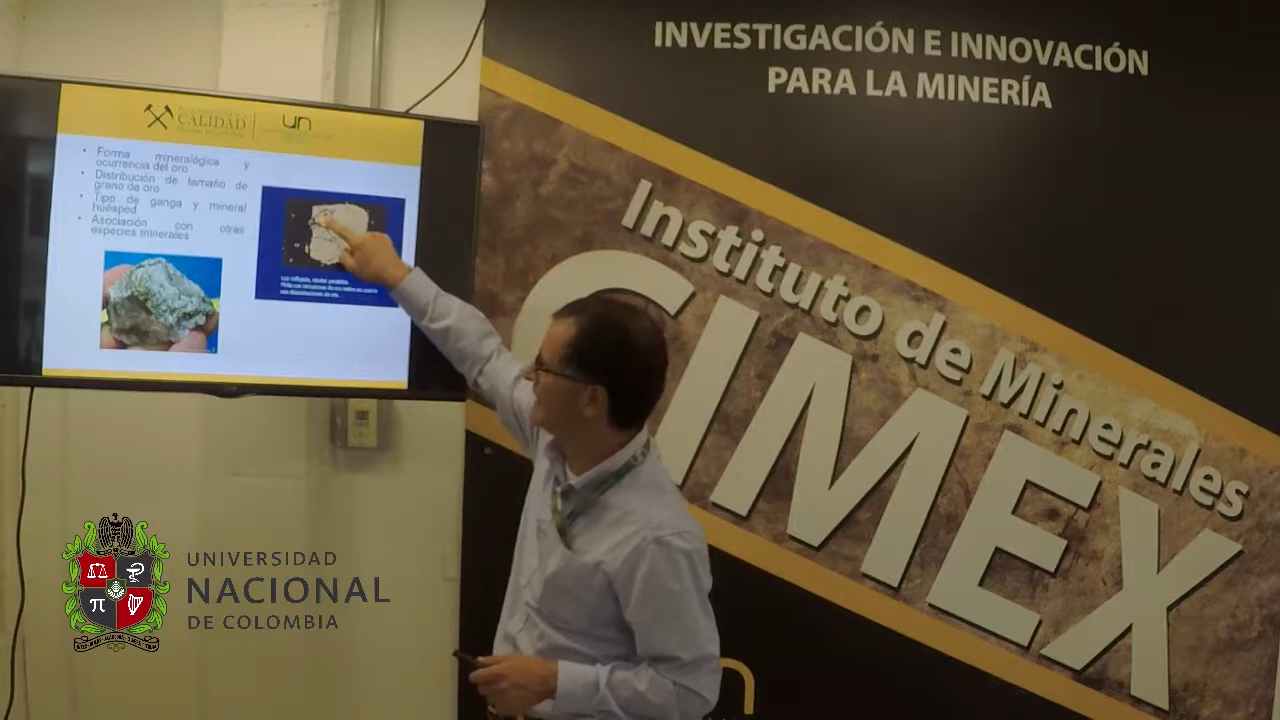 INVESTIGACIÓN E INNOVACIÓN
PARA LA MINERÍA
Instituto de Minerales
CIMEX
CALIDAD
un
• Forma mineralógica y
ocurrencia del oro
• Distribución de tamaño de
grano de oro
• Tipo de ganga y mineral
huésped
• Asociación con otras
especies minerales
UNIVERSIDAD
NACIONAL
DE COLOMBIA